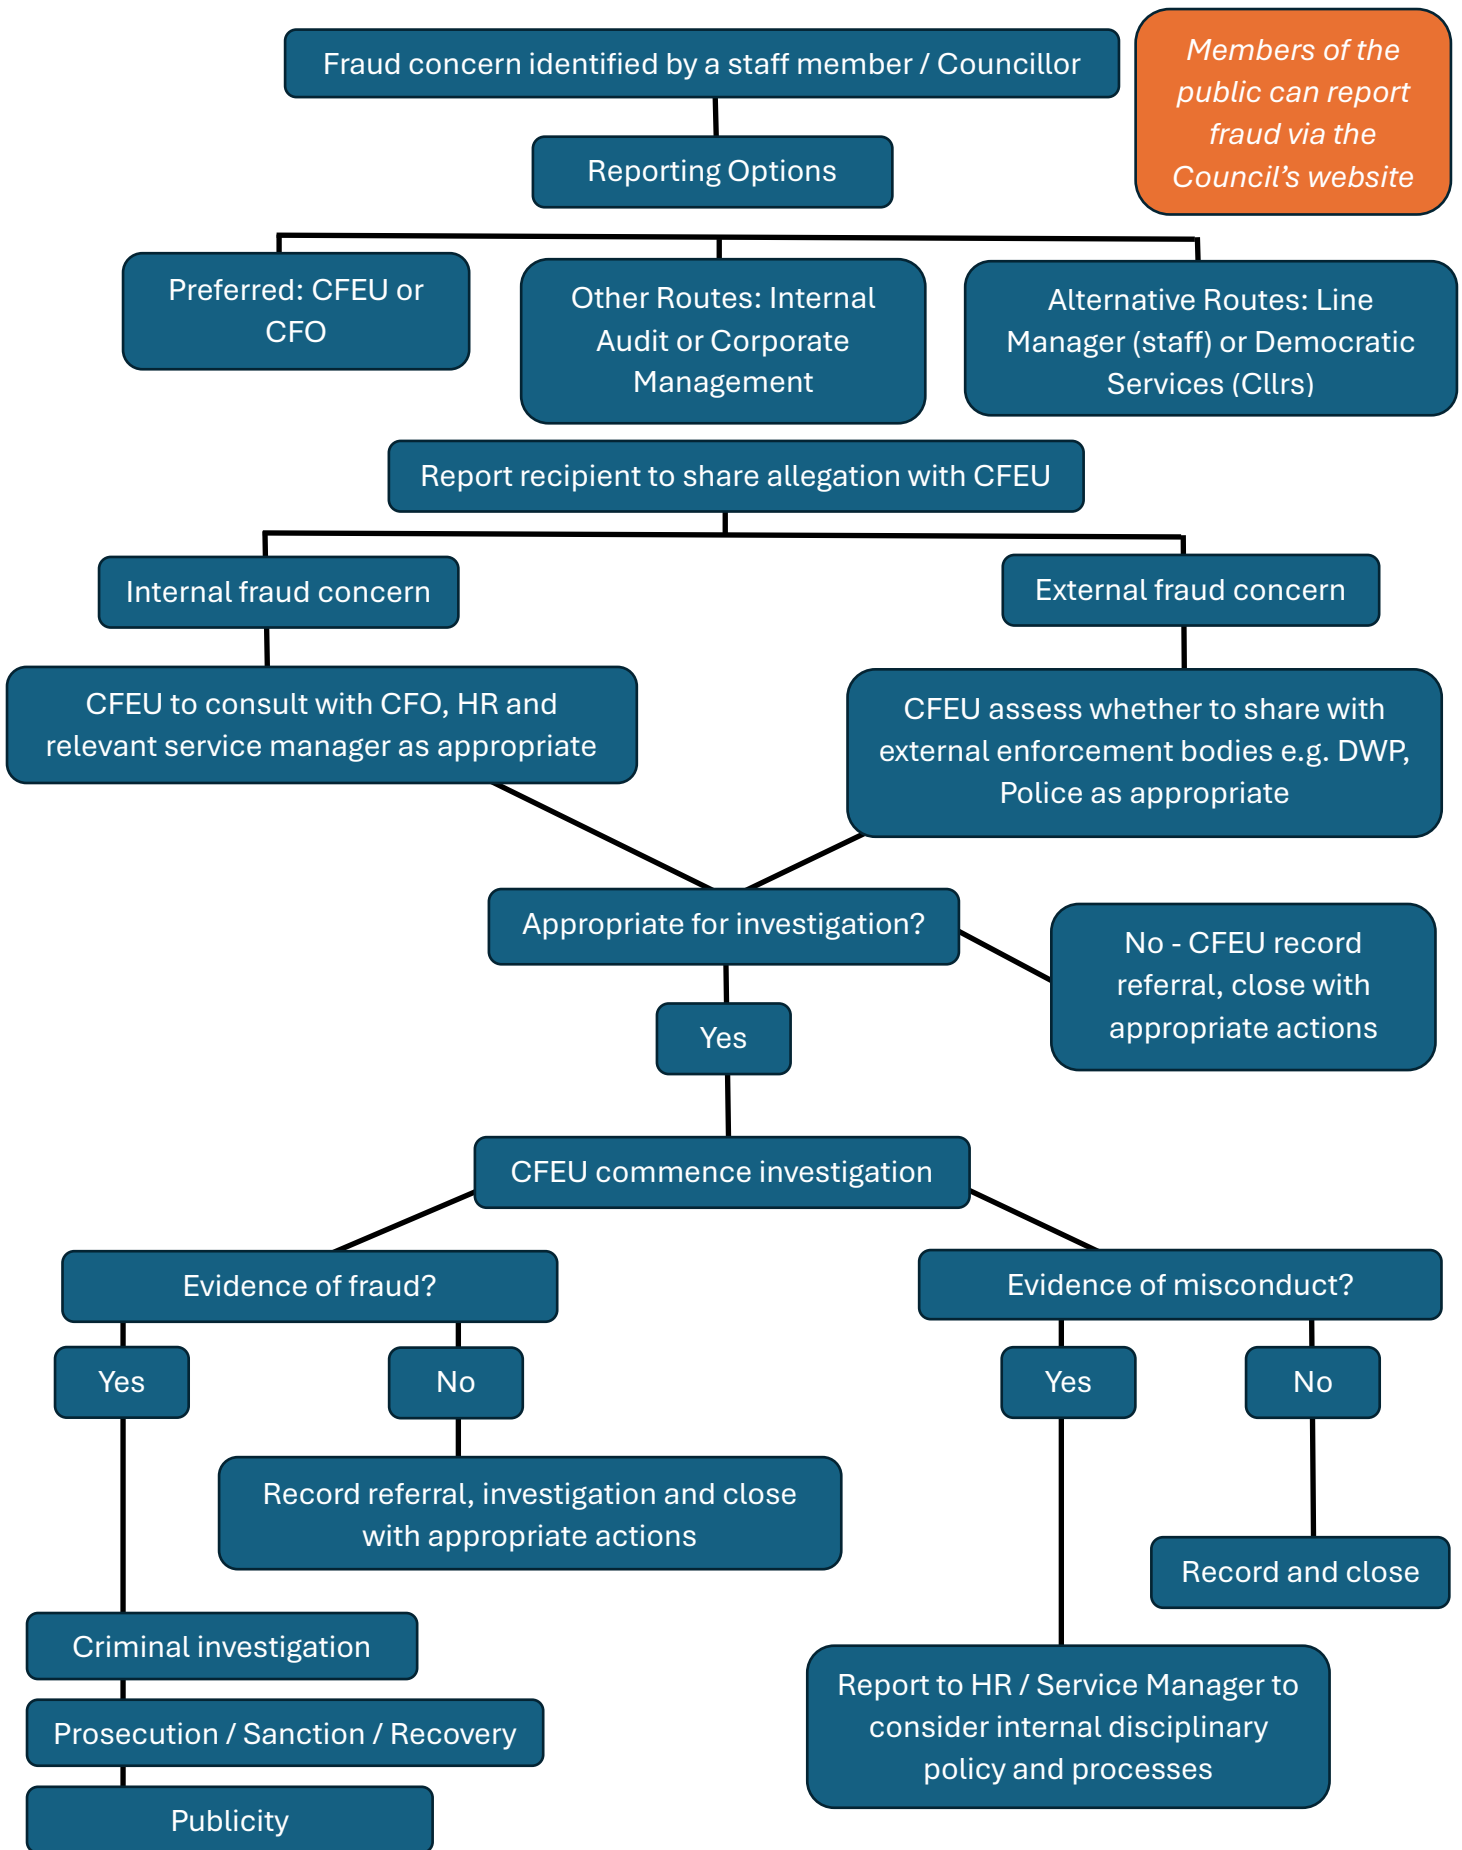 Fraud concern identified by a staff member / Councillor
Members of the
public can report
fraud via the
Council’s website
Reporting Options
Preferred: CFEU or
CFO
Other Routes: Internal
Audit or Corporate
Management
Alternative Routes: Line
Manager (staff) or Democratic
Services (Cllrs)
Report recipient to share allegation with CFEU
Internal fraud concern
External fraud concern
CFEU to consult with CFO, HR and
relevant service manager as appropriate
CFEU assess whether to share with
external enforcement bodies e.g. DWP,
Police as appropriate
Appropriate for investigation?
No - CFEU record
referral, close with
appropriate actions
Yes
CFEU commence investigation
Evidence of fraud?
Evidence of misconduct?
Yes
No
Yes
No
Record referral, investigation and close
with appropriate actions
Record and close
Criminal investigation
Report to HR / Service Manager to
consider internal disciplinary
policy and processes
Prosecution / Sanction / Recovery
Publicity